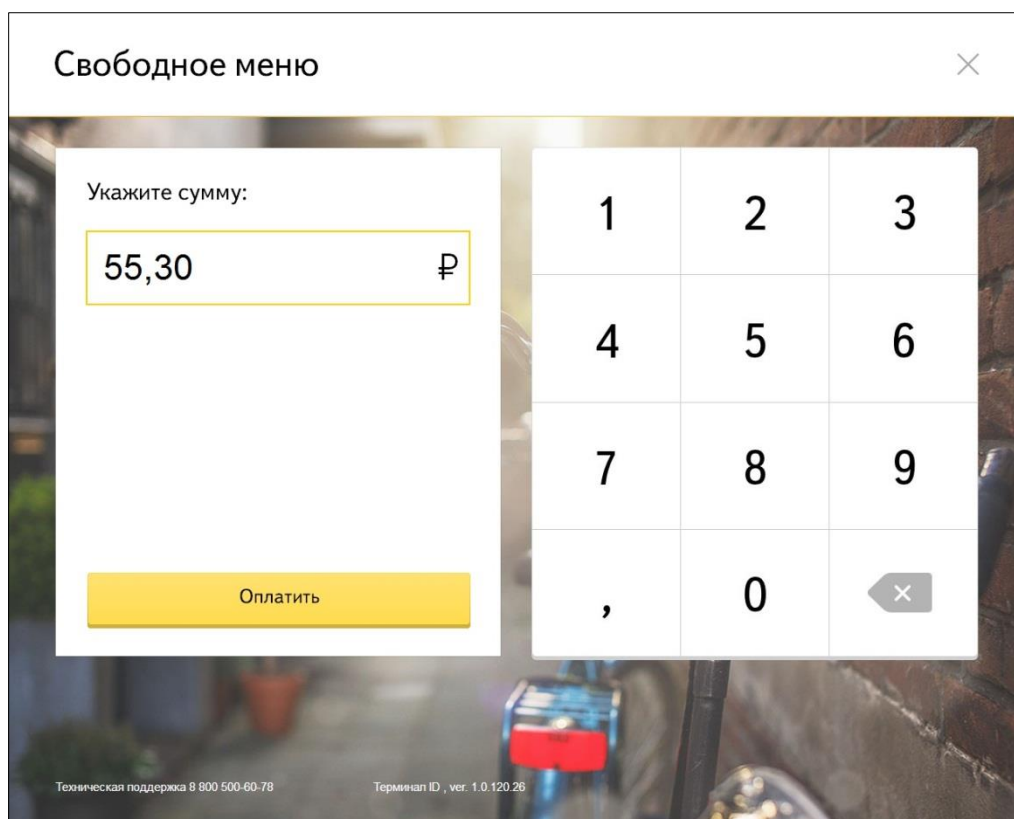 Свободное меню
Укажите сумму:
55,30 ₽
Оплатить
1 2 3
4 5 6
7 8 9
, 0
Техническая поддержка 8 800 500-60-78 Терминал ID , ver. 1.0.120.26